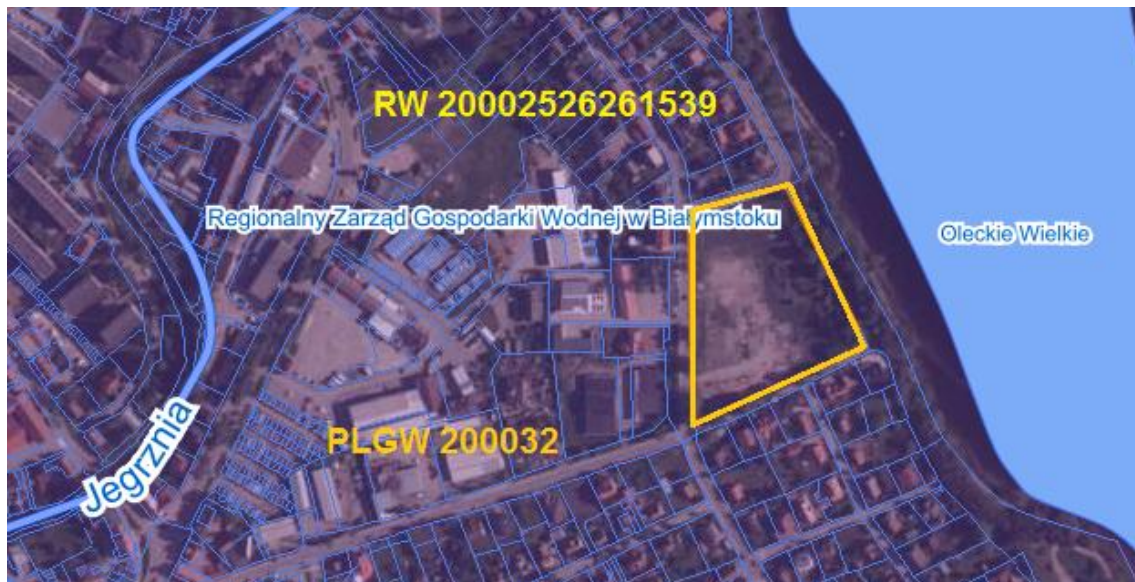 RW 20002526261539
Regionalny Zarząd Gospodarki Wodnej w Białymstoku
Oleckie Wielkie
Jegrznia
PLGW 200032